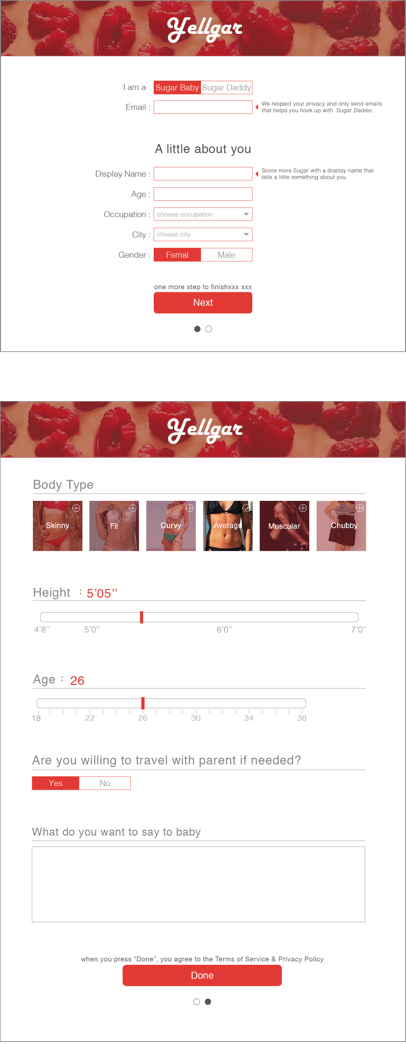 Yellgar
I am a
Sugar Baby Sugar Daddy
Email :
We respect your privacy and only send emails
that helps you hook up with Sugar Dadies
A little about you
Display Name :
Score more Sugar with a display name that
tells a little something about you
Age :
Occupation :
choose occupation
City :
choose city
Gender :
Femal Male
one more step to finishxxx xxx
Next
Yellgar
Body Type
Skinny Fit Curvy Average Muscular Chubby
Height : 5'05''
4'8'' 5'0'' 6'0'' 7'0''
Age : 26
18 22 26 30 34 38
Are you willing to travel with parent if needed?
Yes No
What do you want to say to baby
when you press "Done", you agree to the Terms of Service & Privacy Policy
Done